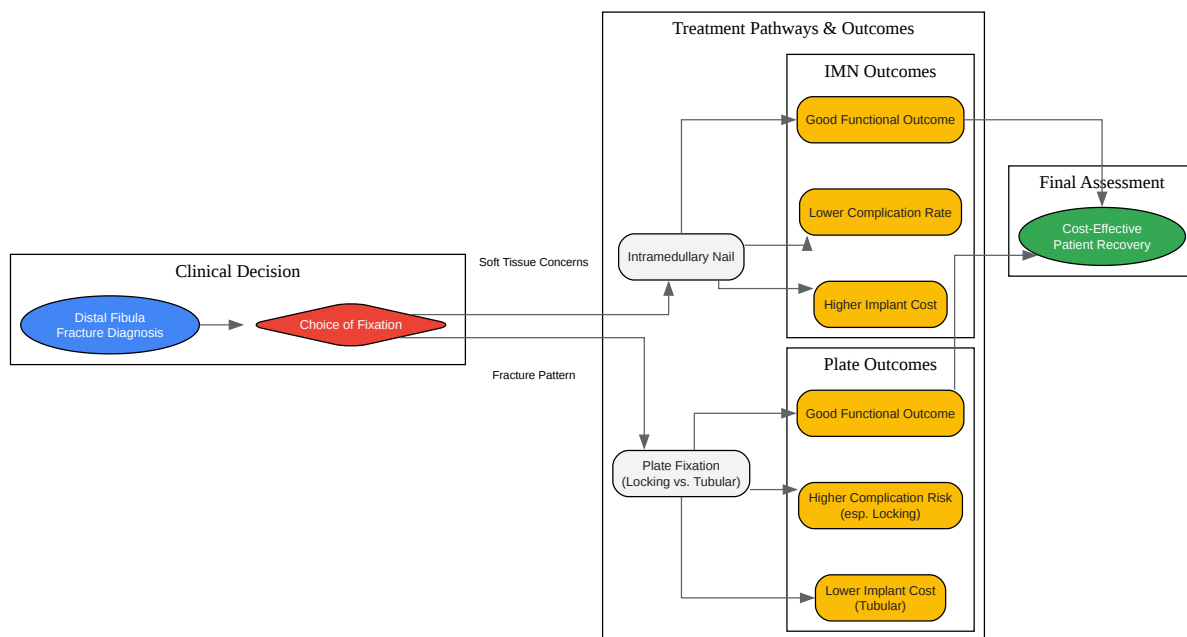 Treatment Pathways & Outcomes
IMN Outcomes
Good Functional Outcome
Final Assessment
Lower Complication Rate
Cost-Effective
Patient Recovery
Intramedullary Nail
Soft Tissue Concerns
Clinical Decision
Higher Implant Cost
Distal Fibula
Fracture Diagnosis
Choice of Fixation
Plate Outcomes
Fracture Pattern
Good Functional Outcome
Plate Fixation
(Locking vs. Tubular)
Higher Complication Risk
(esp. Locking)
Lower Implant Cost
(Tubular)